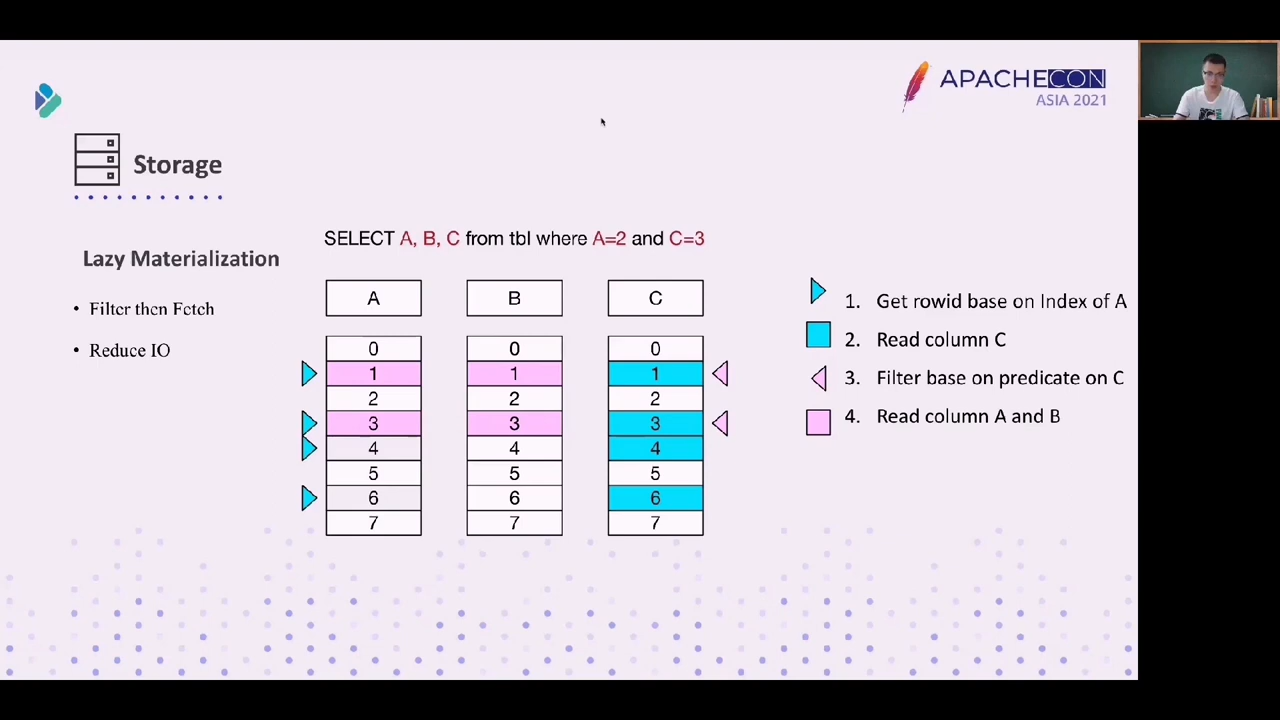 APACHECON
ASIA 2021
Storage
SELECT A, B, C from tbl where A=2 and C=3
Lazy Materialization
• Filter then Fetch
• Reduce IO
A B C
0 0 0
1 1 1
2 2 2
3 3 3
4 4 4
5 5 5
6 6 6
7 7 7
1. Get rowid base on Index of A
2. Read column C
3. Filter base on predicate on C
4. Read column A and B